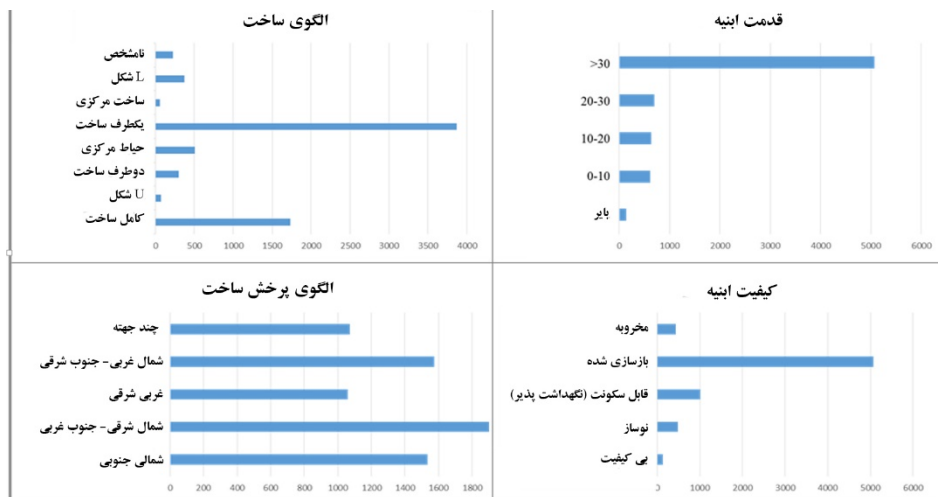 الگوی ساخت
نامشخص
L شکل
ساخت مرکزی
یکطرف ساخت
حیاط مرکزی
دوطرف ساخت
U شکل
کامل ساخت
0 500 1000 1500 2000 2500 3000 3500 4000
قدمت ابنیه
>30
20-30
10-20
0-10
بایر
0 1000 2000 3000 4000 5000 6000
الگوی پرخش ساخت
چند جهته
شمال غربی- جنوب شرقی
غربی شرقی
شمال شرقی- جنوب غربی
شمالی جنوبی
0 200 400 600 800 1000 1200 1400 1600 1800
کیفیت ابنیه
مخروبه
بازسازی شده
قابل سکونت (نگهداشت پذیر)
نوساز
بی کیفیت
0 1000 2000 3000 4000 5000 6000